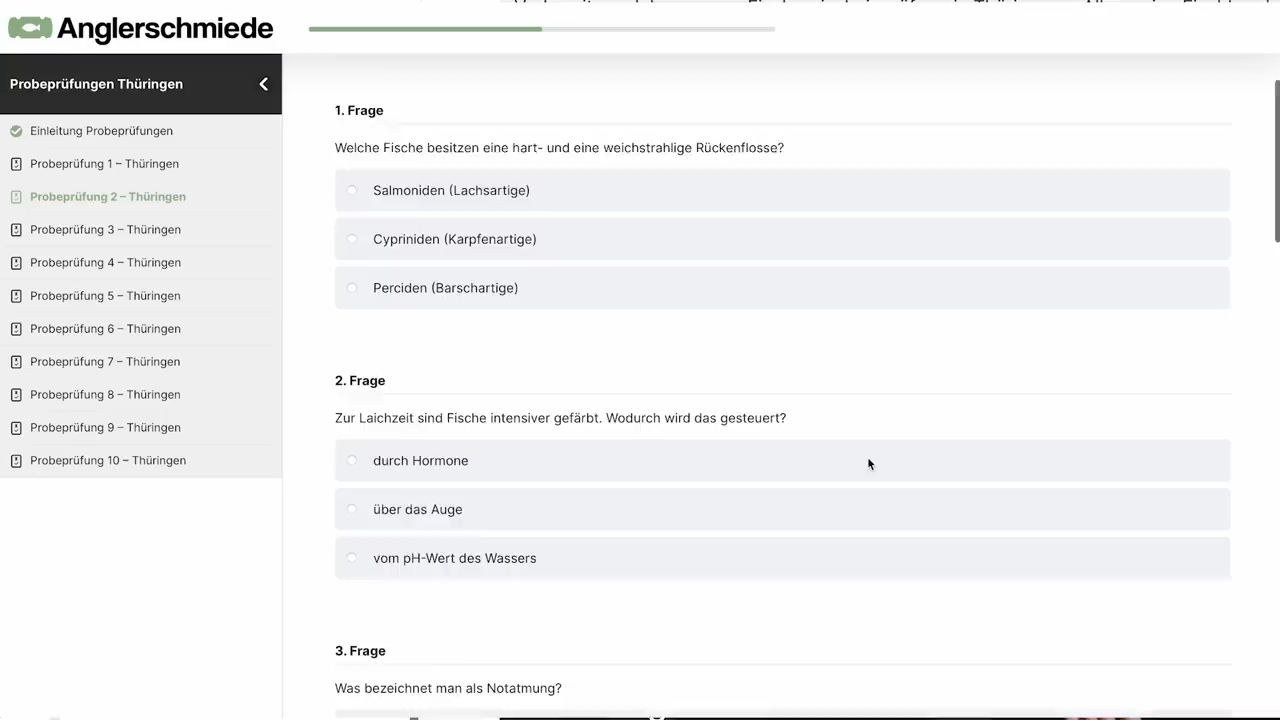 Anglerschmiede
Probeprüfungen Thüringen
Einleitung Probeprüfungen
Probeprüfung 1 – Thüringen
Probeprüfung 2 – Thüringen
Probeprüfung 3 – Thüringen
Probeprüfung 4 – Thüringen
Probeprüfung 5 – Thüringen
Probeprüfung 6 – Thüringen
Probeprüfung 7 – Thüringen
Probeprüfung 8 – Thüringen
Probeprüfung 9 – Thüringen
Probeprüfung 10 – Thüringen
1. Frage
Welche Fische besitzen eine hart- und eine weichstrahlige Rückenflosse?
Salmoniden (Lachsartige)
Cypriniden (Karpfenartige)
Perciden (Barschartige)
2. Frage
Zur Laichzeit sind Fische intensiver gefärbt. Wodurch wird das gesteuert?
durch Hormone
über das Auge
vom pH-Wert des Wassers
3. Frage
Was bezeichnet man als Notatmung?